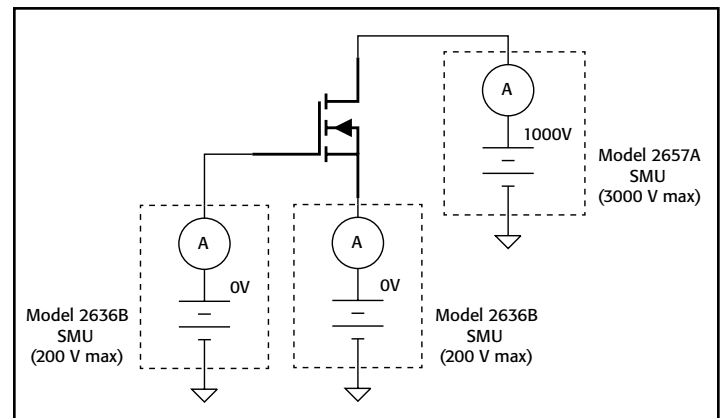 A
1000V
Model 2657A
SMU
(3000 V max)
A
0V
Model 2636B
SMU
(200 V max)
A
0V
Model 2636B
SMU
(200 V max)